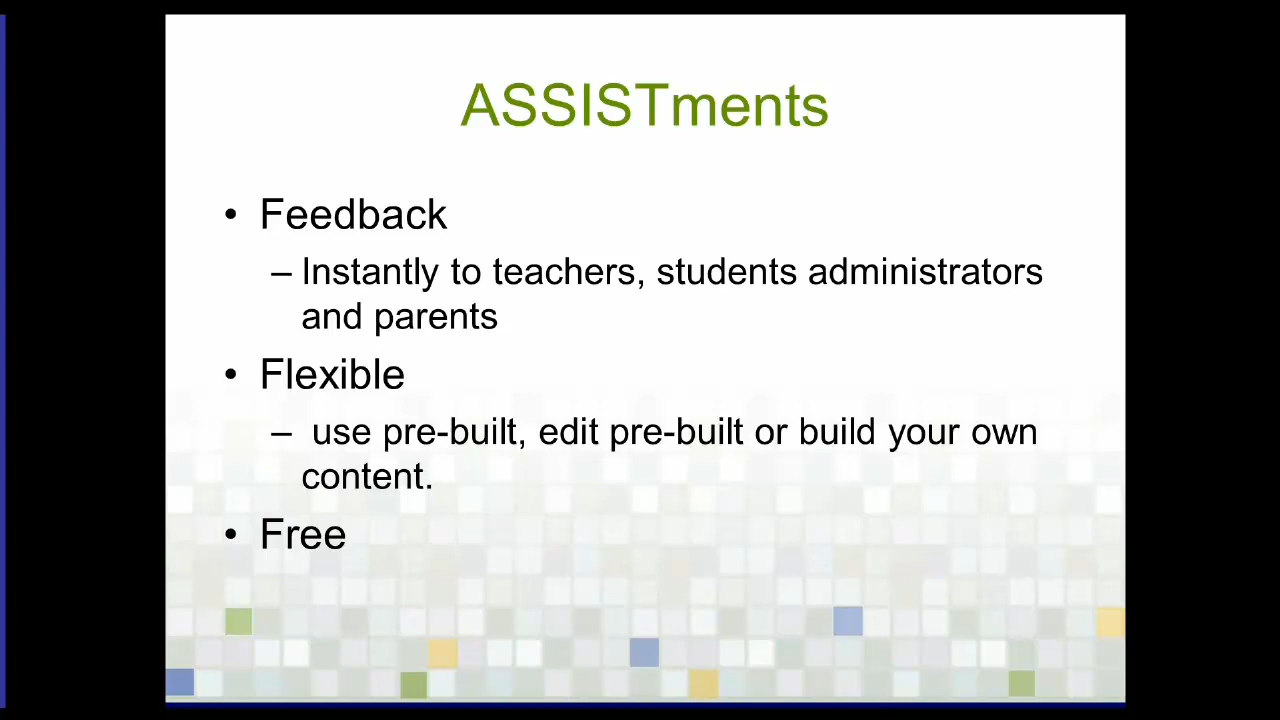 ASSISTments
• Feedback
– Instantly to teachers, students administrators
and parents
• Flexible
– use pre-built, edit pre-built or build your own
content.
• Free